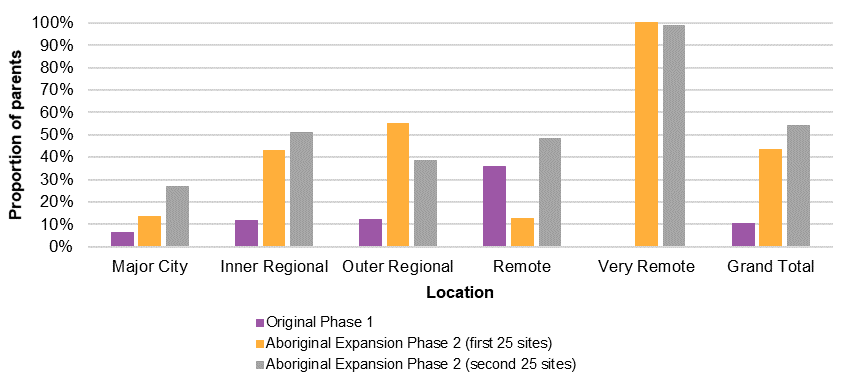 100%
90%
80%
70%
60%
50%
40%
30%
20%
10%
0%
Proportion of parents
Major City Inner Regional Outer Regional Remote Very Remote Grand Total
Location
Original Phase 1
Aboriginal Expansion Phase 2 (first 25 sites)
Aboriginal Expansion Phase 2 (second 25 sites)